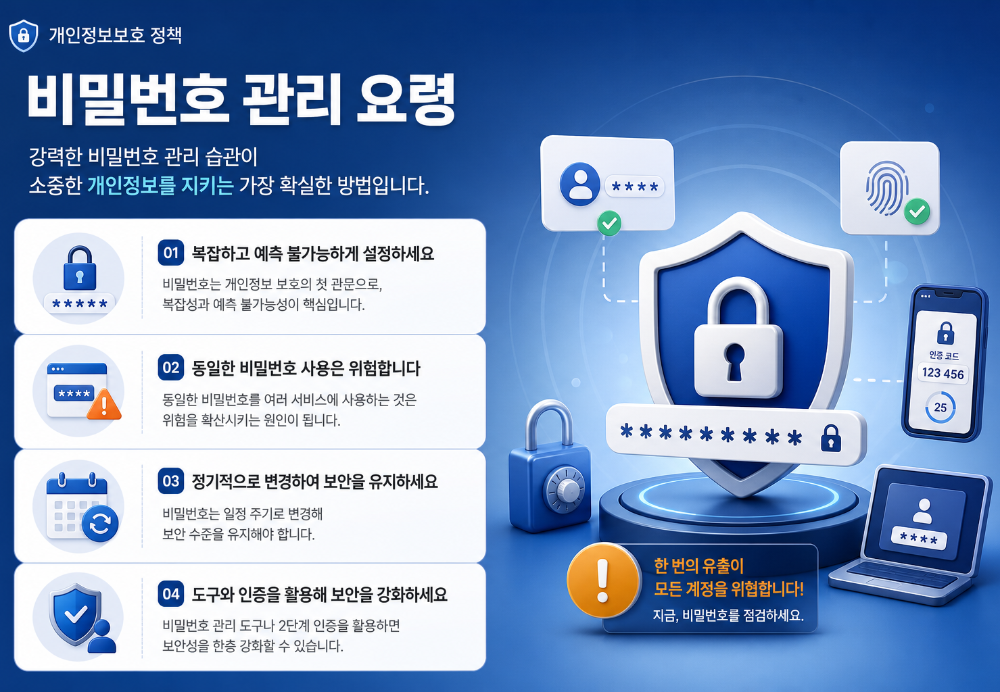 개인정보보호 정책
비밀번호 관리 요령
강력한 비밀번호 관리 습관이
소중한 개인정보를 지키는 가장 확실한 방법입니다.
*****
01 복잡하고 예측 불가능하게 설정하세요
비밀번호는 개인정보 보호의 첫 관문으로,
복잡성과 예측 불가능성이 핵심입니다.
****
02 동일한 비밀번호 사용은 위험합니다
동일한 비밀번호를 여러 서비스에 사용하는 것은
위험을 확산시키는 원인이 됩니다.
03 정기적으로 변경하여 보안을 유지하세요
비밀번호는 일정 주기로 변경해
보안 수준을 유지해야 합니다.
04 도구와 인증을 활용해 보안을 강화하세요
비밀번호 관리 도구나 2단계 인증을 활용하면
보안성을 한층 강화할 수 있습니다.
****
인증 코드
123 456
25
*********
****
한 번의 유출이
모든 계정을 위협합니다!
지금, 비밀번호를 점검하세요.